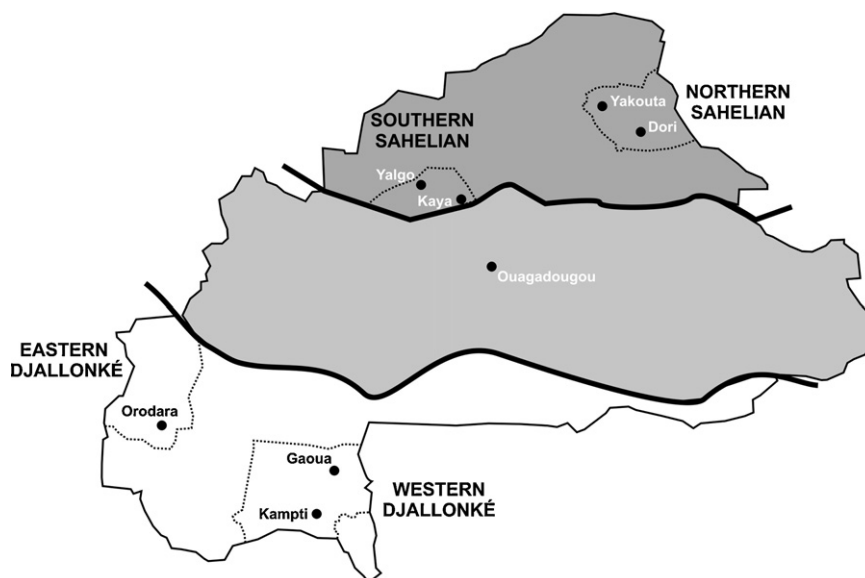 NORTHERN
SAHELIAN
Yakouta
Dori
SOUTHERN
SAHELIAN
Yalgo
Kaya
Ouagadougou
EASTERN
DJALLONKÉ
Orodara
Gaoua
Kampti
WESTERN
DJALLONKÉ